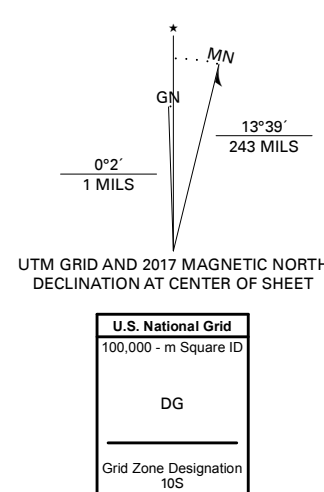 ★
MN
GN
13°39´
243 MILS
0°2´
1 MILS
UTM GRID AND 2017 MAGNETIC NORTH
DECLINATION AT CENTER OF SHEET
U.S. National Grid
100,000 - m Square ID
DG
Grid Zone Designation
10S